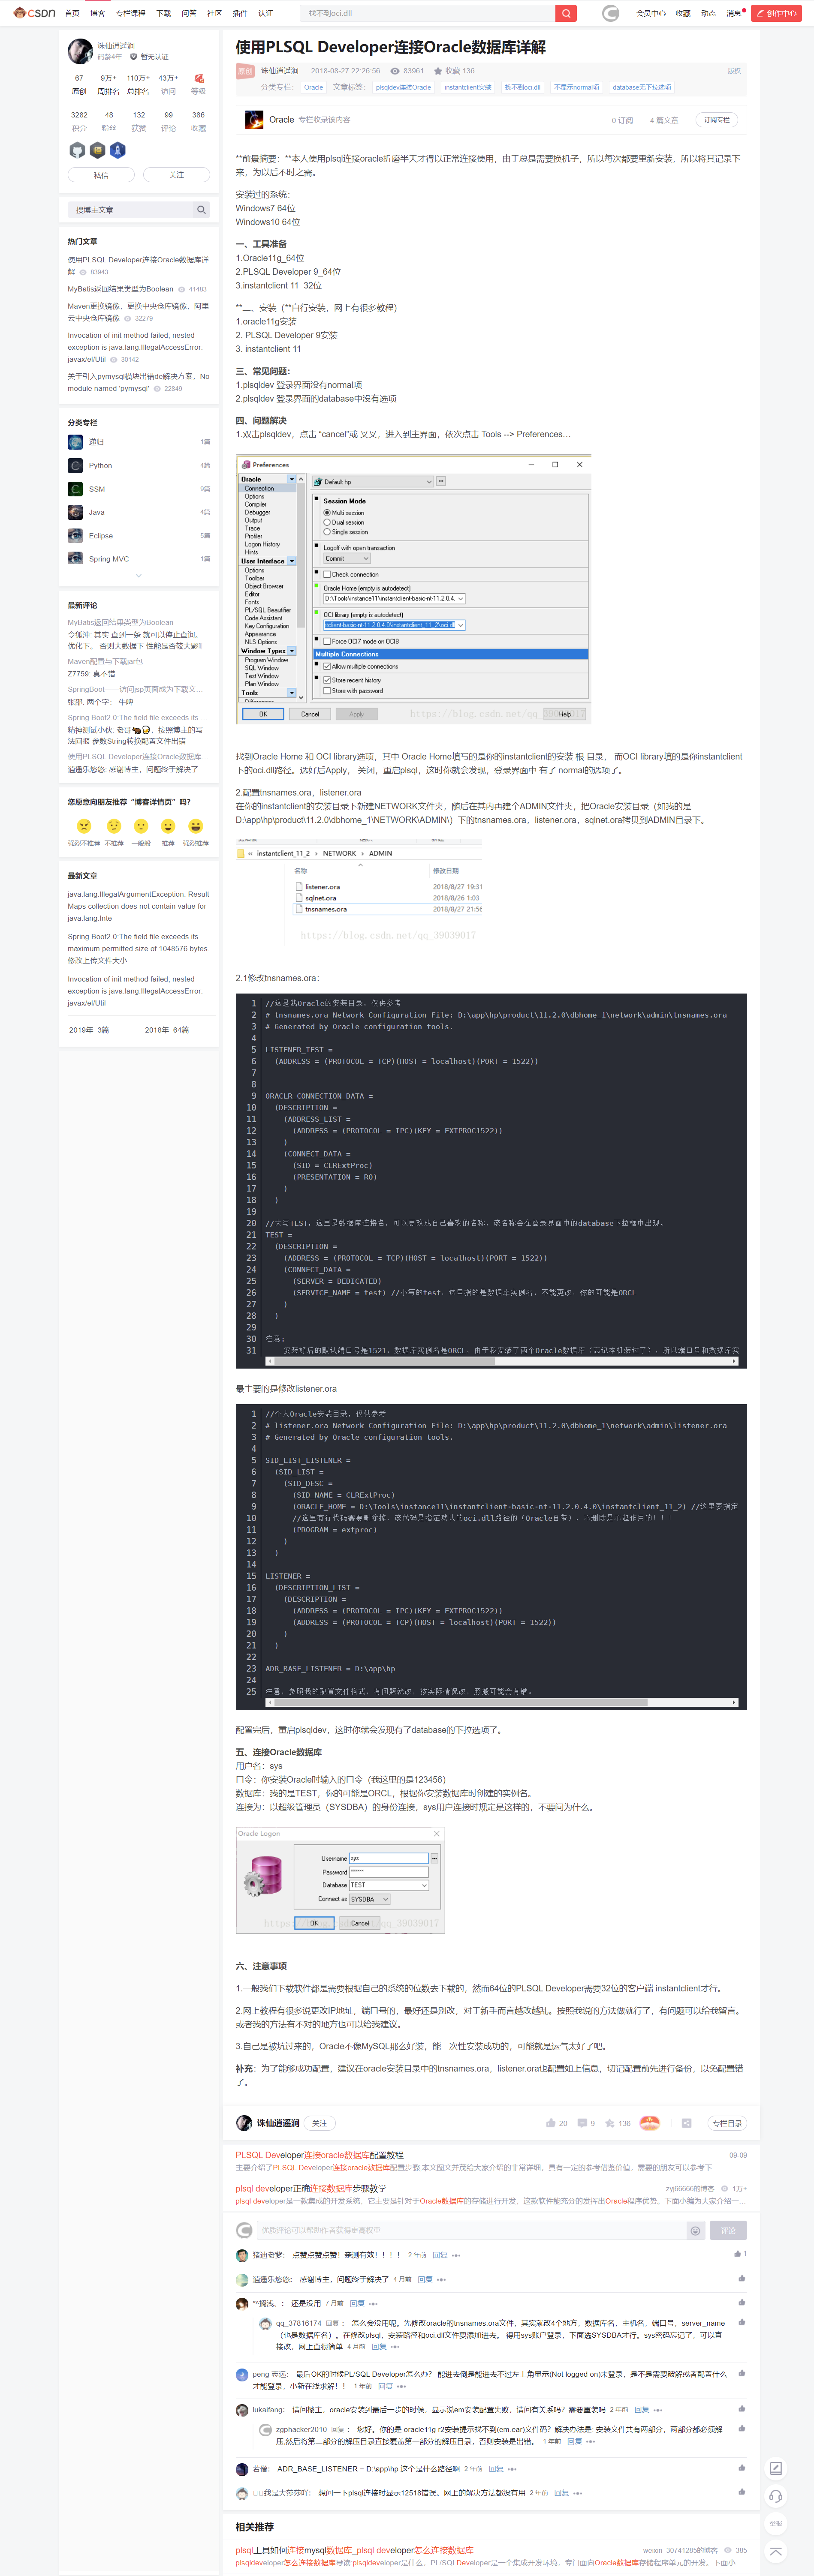 CSDN 首页 博客 专栏课程 下载 问答 社区 插件 认证 找不到oci.dll 会员中心 收藏 动态 消息 创作中心
诛仙逍遥涧
码龄4年 暂无认证
67 9万+ 110万+ 43万+
原创 周排名 总排名 访问 等级
3282 48 132 99 386
积分 粉丝 获赞 评论 收藏
私信 关注
搜博主文章
热门文章
使用PLSQL Developer连接Oracle数据库详
解 83943
MyBatis返回结果类型为Boolean 41483
Maven更换镜像，更换中央仓库镜像，阿里
云中央仓库镜像 32279
Invocation of init method failed; nested
exception is java.lang.IllegalAccessError:
javax/el/Util 30142
关于引入pymysql模块出错de解决方案，No
module named 'pymysql' 22849
分类专栏
递归 1篇
Python 4篇
SSM 9篇
Java 4篇
Eclipse 5篇
Spring MVC 1篇
最新评论
MyBatis返回结果类型为Boolean
令狐沖: 其实 查到一条 就可以停止查询。
优化下。 否则大数据下 性能是否较大影
Maven配置与下载jar包
Z7759: 真不错
SpringBoot——访问jsp页面成为下载文…
张邵: 两个字： 牛啤
Spring Boot2.0:The field file exceeds its …
精神测试小伙: 老哥，按照博主的写
法回报 参数String转换配置文件出错
使用PLSQL Developer连接Oracle数据库…
逍遥乐悠悠: 感谢博主，问题终于解决了
您愿意向朋友推荐“博客详情页”吗？
强烈不推荐 不推荐 一般般 推荐 强烈推荐
最新文章
java.lang.IllegalArgumentException: Result
Maps collection does not contain value for
java.lang.Inte
Spring Boot2.0:The field file exceeds its
maximum permitted size of 1048576 bytes.
修改上传文件大小
Invocation of init method failed; nested
exception is java.lang.IllegalAccessError:
javax/el/Util
2019年 3篇 2018年 64篇
使用PLSQL Developer连接Oracle数据库详解
原创 诛仙逍遥涧 2018-08-27 22:26:56 83961 收藏 136 版权
分类专栏： Oracle 文章标签： plsqldev连接Oracle instantclient安装 找不到oci.dll 不显示normal项 database无下拉选项
Oracle 专栏收录该内容 0 订阅 4 篇文章 订阅专栏
**前景摘要：**本人使用plsql连接oracle折磨半天才得以正常连接使用，由于总是需要换机子，所以每次都要重新安装，所以将其记录下
来，为以后不时之需。
安装过的系统：
Windows7 64位
Windows10 64位
一、工具准备
1.Oracle11g_64位
2.PLSQL Developer 9_64位
3.instantclient 11_32位
**二、安装（**自行安装，网上有很多教程）
1.oracle11g安装
2. PLSQL Developer 9安装
3. instantclient 11
三、常见问题：
1.plsqldev 登录界面没有normal项
2.plsqldev 登录界面的database中没有选项
四、问题解决
1.双击plsqldev，点击 “cancel”或 叉叉，进入到主界面，依次点击 Tools --> Preferences…
Preferences
Oracle
Connection
Options
Compiler
Debugger
Output
Trace
Profiler
Logon History
Hints
User Interface
Options
Toolbar
Object Browser
Editor
Fonts
PL/SQL Beautifier
Code Assistant
Key Configuration
Appearance
NLS Options
Window Types
Program Window
SQL Window
Test Window
Plan Window
Tools
Differences
Default hp
Session Mode
Multi session
Dual session
Single session
Logoff with open transaction
Commit
Check connection
Oracle Home (empty is autodetect)
D:\Tools\instance11\instantclient-basic-nt-11.2.0.4.
OCI library (empty is autodetect)
itclient-basic-nt-11.2.0.4.0\instantclient_11_2\oci.dll
Force OCI7 mode on OCI8
Multiple Connections
Allow multiple connections
Store recent history
Store with password
OK Cancel Apply Help
https://blog.csdn.net/qq_
找到Oracle Home 和 OCI library选项，其中 Oracle Home填写的是你的instantclient的安装 根 目录， 而OCI library填的是你instantclient
下的oci.dll路径。选好后Apply， 关闭，重启plsql，这时你就会发现，登录界面中 有了 normal的选项了。
2.配置tnsnames.ora，listener.ora
在你的instantclient的安装目录下新建NETWORK文件夹，随后在其内再建个ADMIN文件夹，把Oracle安装目录（如我的是
D:\app\hp\product\11.2.0\dbhome_1\NETWORK\ADMIN\）下的tnsnames.ora，listener.ora，sqlnet.ora拷贝到ADMIN目录下。
« instantclient_11_2 › NETWORK › ADMIN
名称 修改日期
listener.ora 2018/8/27 19:31
sqlnet.ora 2018/8/26 1:03
tnsnames.ora 2018/8/27 21:56
https://blog.csdn.net/qq_39039017
2.1修改tnsnames.ora：
1 //这是我Oracle的安装目录，仅供参考
2 # tnsnames.ora Network Configuration File: D:\app\hp\product\11.2.0\dbhome_1\network\admin\tnsnames.ora
3 # Generated by Oracle configuration tools.
4
5 LISTENER_TEST =
6 (ADDRESS = (PROTOCOL = TCP)(HOST = localhost)(PORT = 1522))
7
8
9 ORACLR_CONNECTION_DATA =
10 (DESCRIPTION =
11 (ADDRESS_LIST =
12 (ADDRESS = (PROTOCOL = IPC)(KEY = EXTPROC1522))
13 )
14 (CONNECT_DATA =
15 (SID = CLRExtProc)
16 (PRESENTATION = RO)
17 )
18 )
19
20 //大写TEST，这里是数据库连接名，可以更改成自己喜欢的名称，该名称会在登录界面中的database下拉框中出现。
21 TEST =
22 (DESCRIPTION =
23 (ADDRESS = (PROTOCOL = TCP)(HOST = localhost)(PORT = 1522))
24 (CONNECT_DATA =
25 (SERVER = DEDICATED)
26 (SERVICE_NAME = test) //小写的test，这里指的是数据库实例名，不能更改，你的可能是ORCL
27 )
28 )
29
30 注意：
31 安装好后的默认端口号是1521，数据库实例名是ORCL，由于我安装了两个Oracle数据库（忘记本机装过了），所以端口号和数据库实
最主要的是修改listener.ora
1 //个人Oracle安装目录，仅供参考
2 # listener.ora Network Configuration File: D:\app\hp\product\11.2.0\dbhome_1\network\admin\listener.ora
3 # Generated by Oracle configuration tools.
4
5 SID_LIST_LISTENER =
6 (SID_LIST =
7 (SID_DESC =
8 (SID_NAME = CLRExtProc)
9 (ORACLE_HOME = D:\Tools\instance11\instantclient-basic-nt-11.2.0.4.0\instantclient_11_2) //这里要指定
10 //这里有行代码需要删除掉，该代码是指定默认的oci.dll路径的（Oracle自带），不删除是不起作用的！！！
11 (PROGRAM = extproc)
12 )
13 )
14
15 LISTENER =
16 (DESCRIPTION_LIST =
17 (DESCRIPTION =
18 (ADDRESS = (PROTOCOL = IPC)(KEY = EXTPROC1522))
19 (ADDRESS = (PROTOCOL = TCP)(HOST = localhost)(PORT = 1522))
20 )
21 )
22
23 ADR_BASE_LISTENER = D:\app\hp
24
25 注意，参照我的配置文件格式，有问题就改，按实际情况改，照搬可能会有错。
配置完后，重启plsqldev，这时你就会发现有了database的下拉选项了。
五、连接Oracle数据库
用户名：sys
口令：你安装Oracle时输入的口令（我这里的是123456）
数据库：我的是TEST，你的可能是ORCL，根据你安装数据库时创建的实例名。
连接为：以超级管理员（SYSDBA）的身份连接，sys用户连接时规定是这样的，不要问为什么。
Oracle Logon
Username sys
Password ******
Database TEST
Connect as SYSDBA
OK Cancel
六、注意事项
1.一般我们下载软件都是需要根据自己的系统的位数去下载的，然而64位的PLSQL Developer需要32位的客户端 instantclient才行。
2.网上教程有很多说更改IP地址，端口号的，最好还是别改，对于新手而言越改越乱。按照我说的方法做就行了，有问题可以给我留言。
或者我的方法有不对的地方也可以给我建议。
3.自己是被坑过来的，Oracle不像MySQL那么好装，能一次性安装成功的，可能就是运气太好了吧。
补充：为了能够成功配置，建议在oracle安装目录中的tnsnames.ora，listener.ora也配置如上信息，切记配置前先进行备份，以免配置错
了。
诛仙逍遥涧 关注 20 9 136 专栏目录
PLSQL Developer连接oracle数据库配置教程 09-09
主要介绍了PLSQL Developer连接oracle数据库配置步骤,本文图文并茂给大家介绍的非常详细，具有一定的参考借鉴价值，需要的朋友可以参考下
plsql developer正确连接数据库步骤教学 zyj66666的博客 1万+
plsql developer是一款集成的开发系统，它主要是针对于Oracle数据库的存储进行开发，这款软件能充分的发挥出Oracle程序优势。下面小编为大家介绍一…
优质评论可以帮助作者获得更高权重 评论
猪迪老爹： 点赞点赞点赞！亲测有效！！！！ 2 年前 回复 1
逍遥乐悠悠： 感谢博主，问题终于解决了 4 月前 回复
^^搁浅、： 还是没用 7 月前 回复
qq_37816174 回复： 怎么会没用呢。先修改oracle的tnsnames.ora文件，其实就改4个地方，数据库名，主机名，端口号，server_name
（也是数据库名）。在修改plsql，安装路径和oci.dll文件要添加进去。 得用sys账户登录，下面选SYSDBA才行。sys密码忘记了，可以直
接改，网上查很简单 4 月前 回复
peng 志远： 最后OK的时候PL/SQL Developer怎么办？ 能进去倒是能进去不过左上角显示(Not logged on)未登录，是不是需要破解或者配置什么
才能登录，小新在线求解！！ 1 年前 回复
lukaifang： 请问楼主，oracle安装到最后一步的时候，显示说em安装配置失败，请问有关系吗？需要重装吗 2 年前 回复
zgphacker2010 回复： 您好。你的是 oracle11g r2安装提示找不到(em.ear)文件码？解决办法是: 安装文件共有两部分，两部分都必须解
压,然后将第二部分的解压目录直接覆盖第一部分的解压目录，否则安装是出错。 1 年前 回复
若僧： ADR_BASE_LISTENER = D:\app\hp 这个是什么路径啊 2 年前 回复
我是大莎莎吖： 想问一下plsql连接时显示12518错误。网上的解决方法都没有用 2 年前 回复
相关推荐
plsql工具如何连接mysql数据库_plsql developer怎么连接数据库 weixin_30741285的博客 385
plsqldeveloper怎么连接数据库导读 plsqldeveloper是什么，PL/SQLDeveloper是一个集成开发环境，专门面向Oracle数据库存储程序单元的开发。下面小…
举报